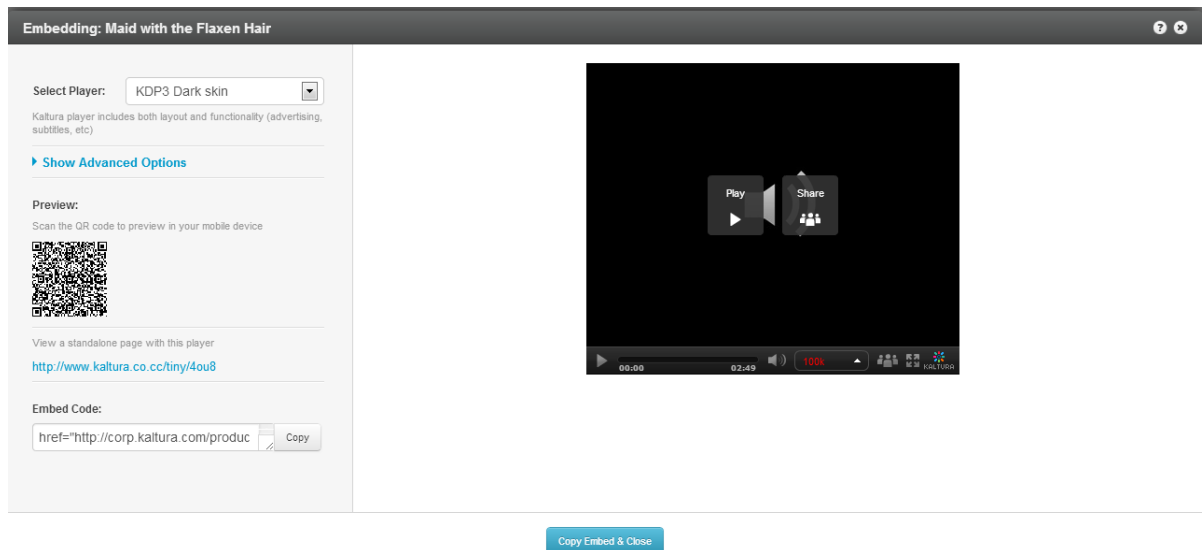 Embedding: Maid with the Flaxen Hair
Select Player: KDP3 Dark skin
Kaltura player includes both layout and functionality (advertising,
subtitles, etc)
Show Advanced Options
Preview:
Scan the QR code to preview in your mobile device
View a standalone page with this player
http://www.kaltura.co.cc/tiny/4ou8
Embed Code:
href="http://corp.kaltura.com/produc Copy
Play Share
00:00 02:49 100k KALTURA
Copy Embed & Close